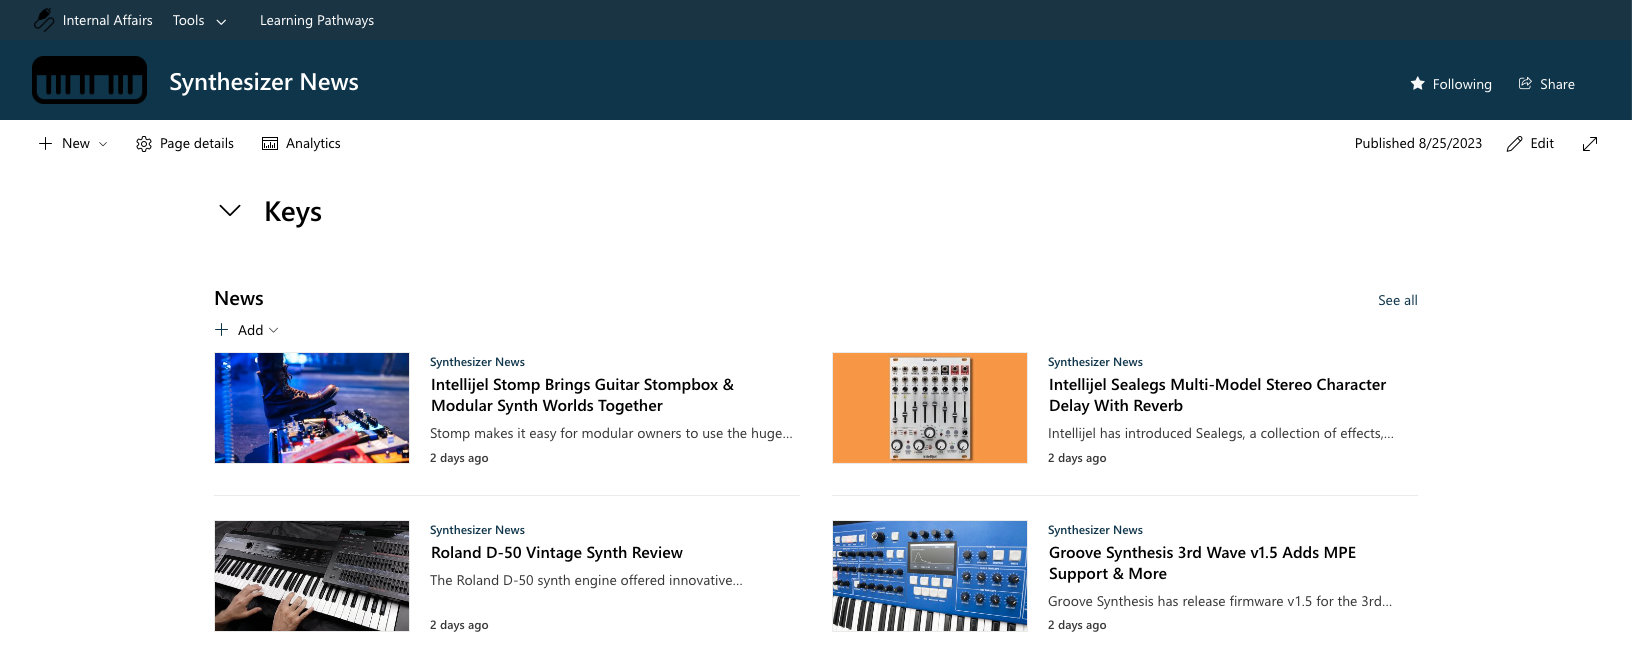 Internal Affairs Tools Learning Pathways
Synthesizer News
Following Share
New Page details Analytics
Published 8/25/2023 Edit
Keys
News
See all
Add
Synthesizer News
Intellijel Stomp Brings Guitar Stompbox &
Modular Synth Worlds Together
Stomp makes it easy for modular owners to use the huge...
2 days ago
Synthesizer News
Intellijel Sealegs Multi-Model Stereo Character
Delay With Reverb
Intellijel has introduced Sealegs, a collection of effects,...
2 days ago
Synthesizer News
Roland D-50 Vintage Synth Review
The Roland D-50 synth engine offered innovative...
2 days ago
Synthesizer News
Groove Synthesis 3rd Wave v1.5 Adds MPE
Support & More
Groove Synthesis has release firmware v1.5 for the 3rd...
2 days ago